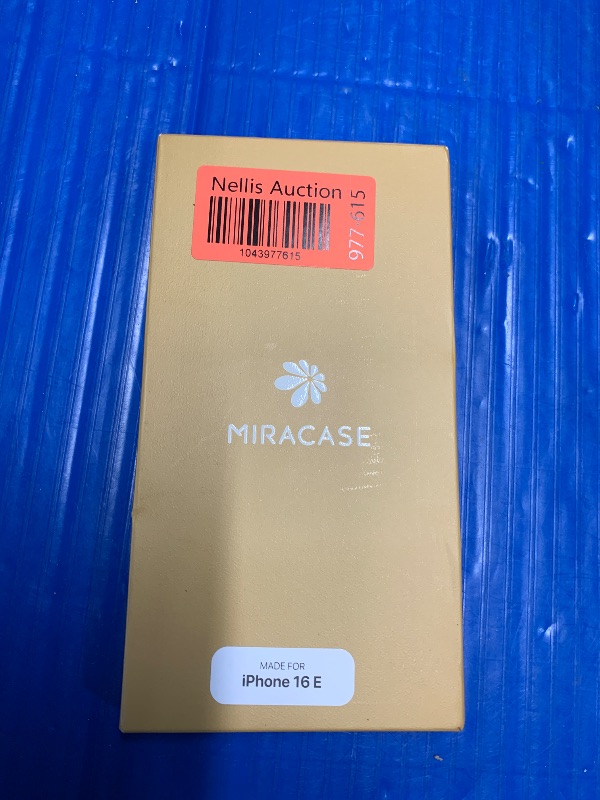 Nellis Auction
977 615
1043977615
MIRACASE
MADE FOR
iPhone 16 E